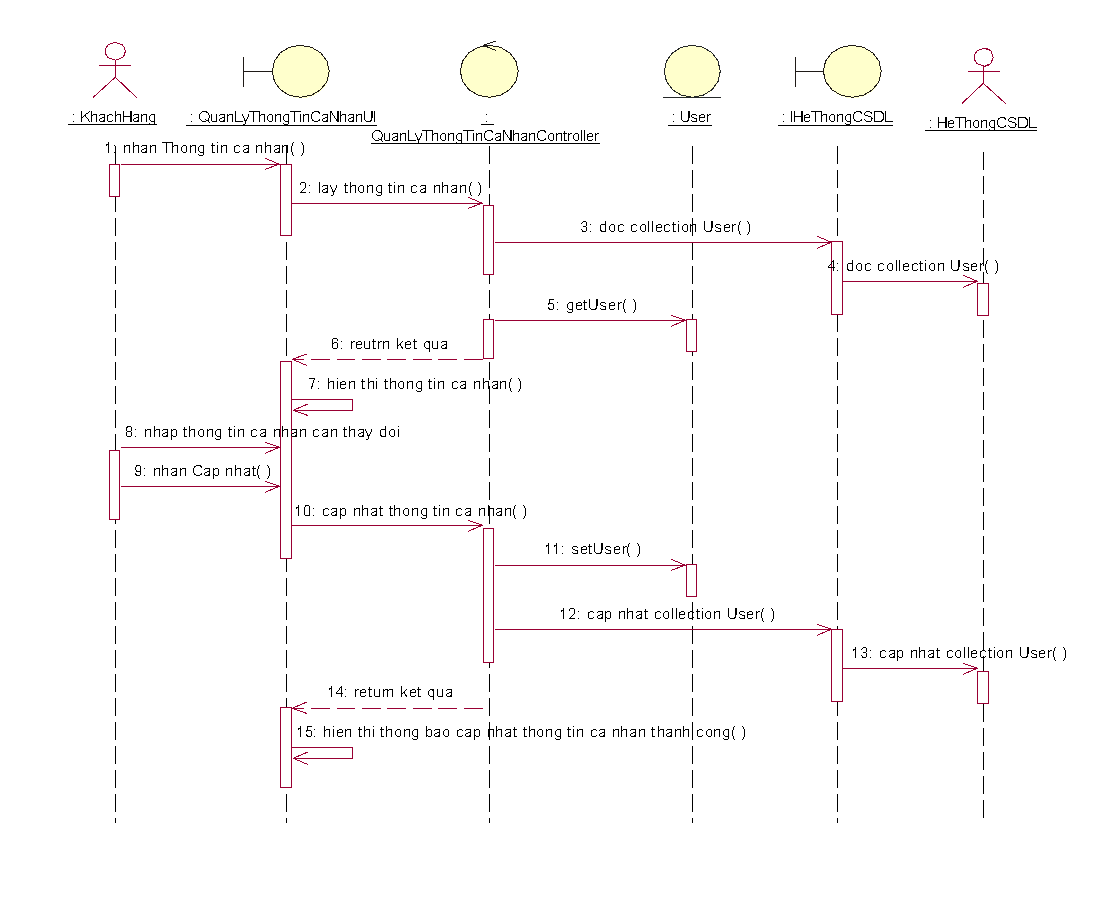 : KhachHang
: QuanLyThongTinCaNhanUI
:
QuanLyThongTinCaNhanController
: User
: IHeThongCSDL
: HeThongCSDL
1: nhan Thong tin ca nhan( )
2: lay thong tin ca nhan( )
3: doc collection User( )
4: doc collection User( )
5: getUser( )
6: reutrn ket qua
7: hien thi thong tin ca nhan( )
8: nhap thong tin ca nhan can thay doi
9: nhan Cap nhat( )
10: cap nhat thong tin ca nhan( )
11: setUser( )
12: cap nhat collection User( )
13: cap nhat collection User( )
14: return ket qua
15: hien thi thong bao cap nhat thong tin ca nhan thanh cong( )